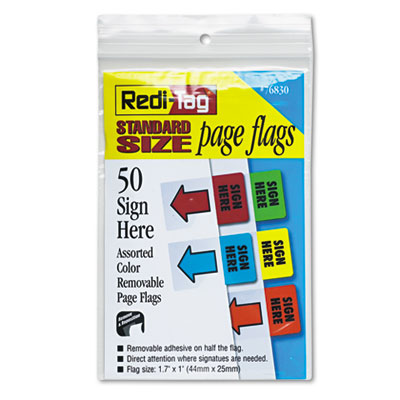 Redi-Tag
#76830
STANDARD
SIZE
page flags
50
Sign
Here
Assorted
Color
Removable
Page Flags
SIGN
HERE
SIGN
HERE
SIGN
HERE
SIGN
HERE
SIGN
HERE
Removable adhesive on half the flag.
Direct attention where signatues are needed.
Flag size: 1.7" x 1" (44mm x 25mm)